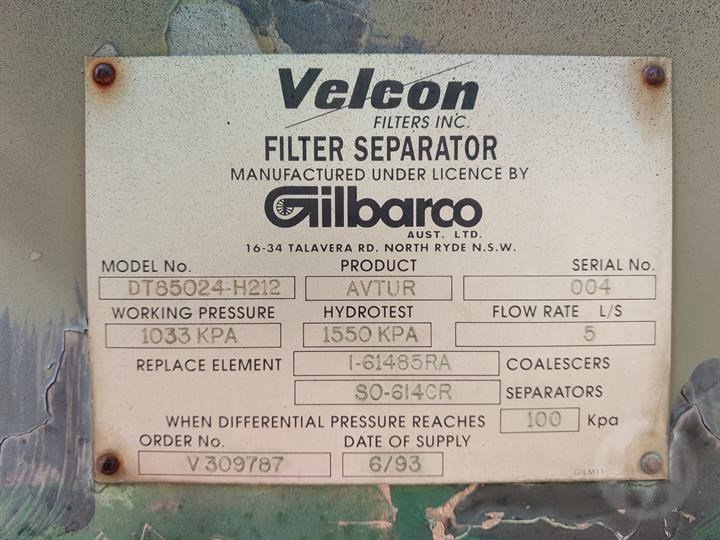 Velcon
FILTERS INC.
FILTER SEPARATOR
MANUFACTURED UNDER LICENCE BY
Gilbarco
AUST. LTD.
16-34 TALAVERA RD. NORTH RYDE N.S.W.
MODEL No. PRODUCT SERIAL No.
DT85024-H212 AVTUR 004
WORKING PRESSURE HYDROTEST FLOW RATE L/S
1033 KPA 1550 KPA 5
REPLACE ELEMENT I-61485RA COALESCERS
SO-614CR SEPARATORS
WHEN DIFFERENTIAL PRESSURE REACHES 100 Kpa
ORDER No. DATE OF SUPPLY
V309787 6/93
GILM11